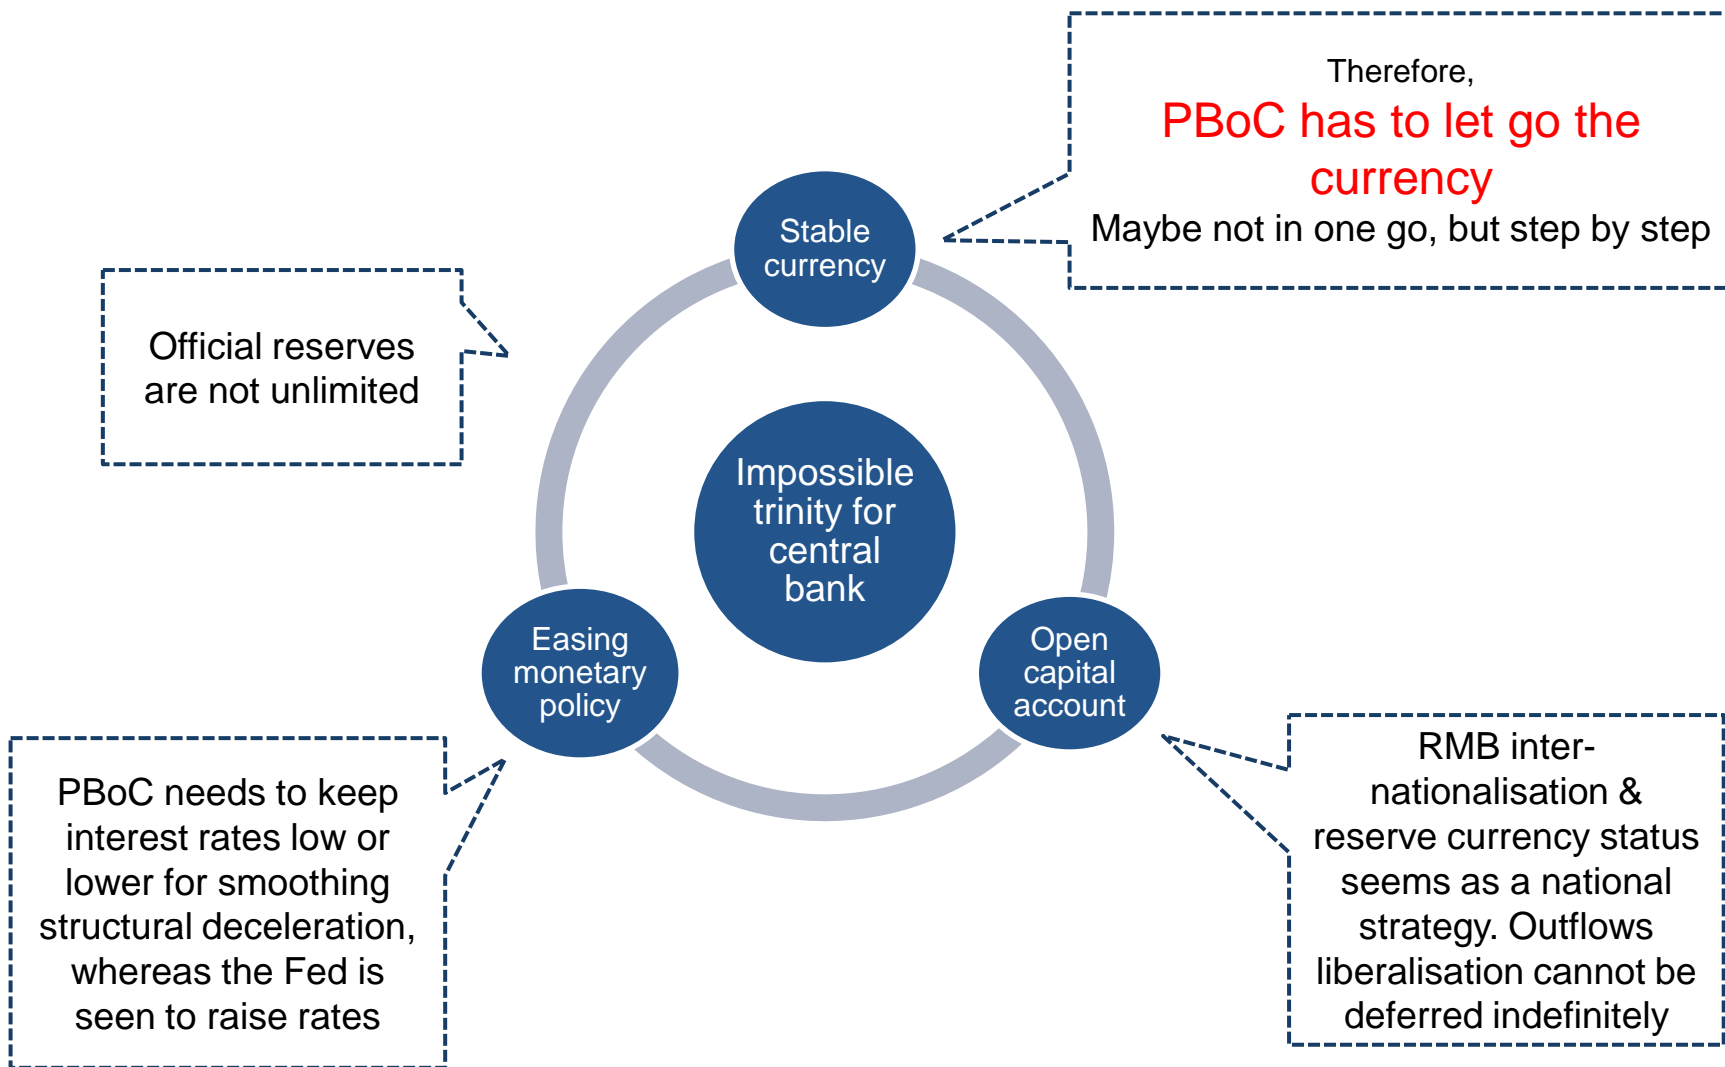 Therefore,
PBoC has to let go the
currency
Maybe not in one go, but step by step
Stable
currency
Official reserves
are not unlimited
Impossible
trinity for
central
bank
Easing
monetary
policy
Open
capital
account
PBoC needs to keep
interest rates low or
lower for smoothing
structural deceleration,
whereas the Fed is
seen to raise rates
RMB inter-
nationalisation &
reserve currency status
seems as a national
strategy. Outflows
liberalisation cannot be
deferred indefinitely